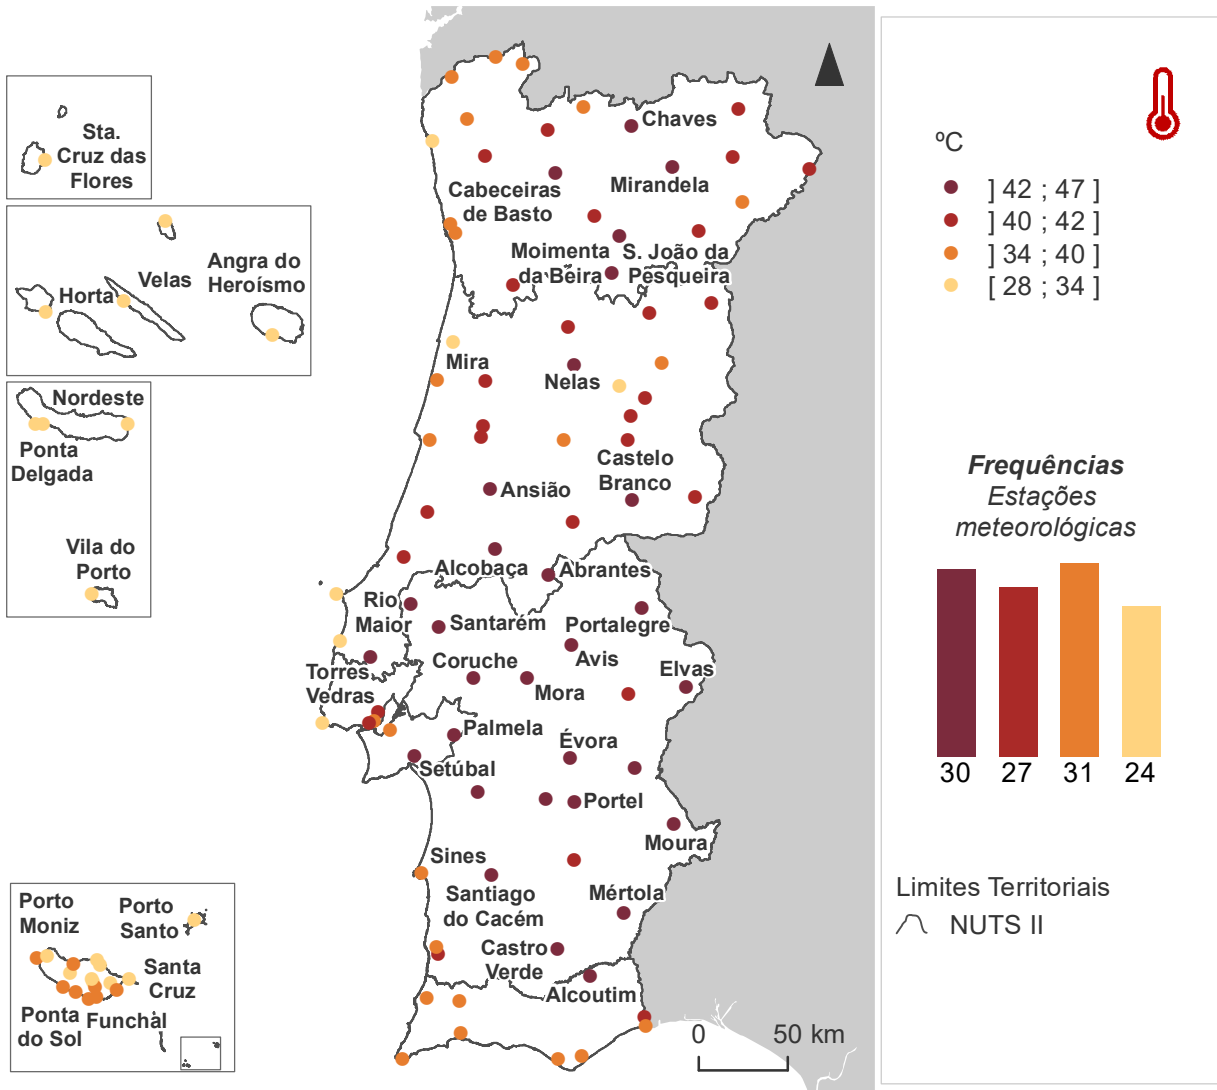 Sta.
Cruz das
Flores
Velas
Angra do
Heroísmo
Horta
Nordeste
Ponta
Delgada
Vila do
Porto
Porto
Moniz
Porto
Santo
Santa
Cruz
Ponta
do Sol
Funchal
Chaves
Mirandela
Cabeceiras
de Basto
Moimenta
da Beira
S. João da
Pesqueira
Mira
Nelas
Castelo
Branco
Ansião
Alcobaça
Abrantes
Rio
Maior
Santarém
Portalegre
Avis
Coruche
Elvas
Torres
Vedras
Mora
Palmela
Évora
Setúbal
Portel
Moura
Sines
Santiago
do Cacém
Mértola
Castro
Verde
Alcoutim
0 50 km
ºC
] 42 ; 47 ]
] 40 ; 42 ]
] 34 ; 40 ]
[ 28 ; 34 ]
Frequências
Estações
meteorológicas
30 27 31 24
Limites Territoriais
NUTS II